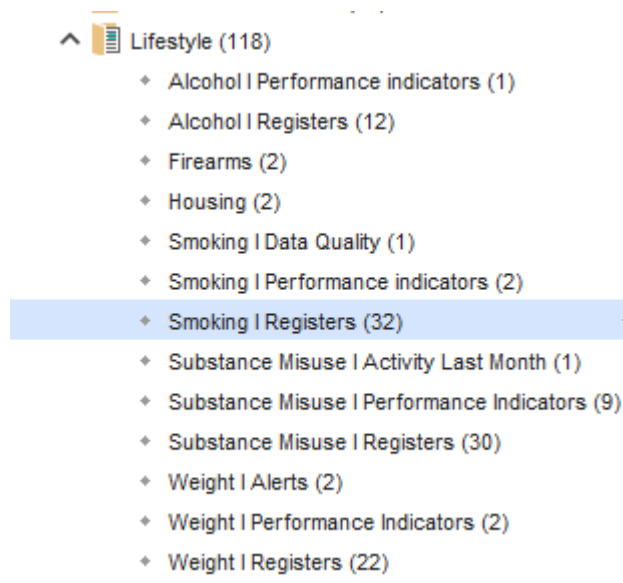 Lifestyle (118)
Alcohol I Performance indicators (1)
Alcohol I Registers (12)
Firearms (2)
Housing (2)
Smoking I Data Quality (1)
Smoking I Performance indicators (2)
Smoking I Registers (32)
Substance Misuse I Activity Last Month (1)
Substance Misuse I Performance Indicators (9)
Substance Misuse I Registers (30)
Weight I Alerts (2)
Weight I Performance Indicators (2)
Weight I Registers (22)